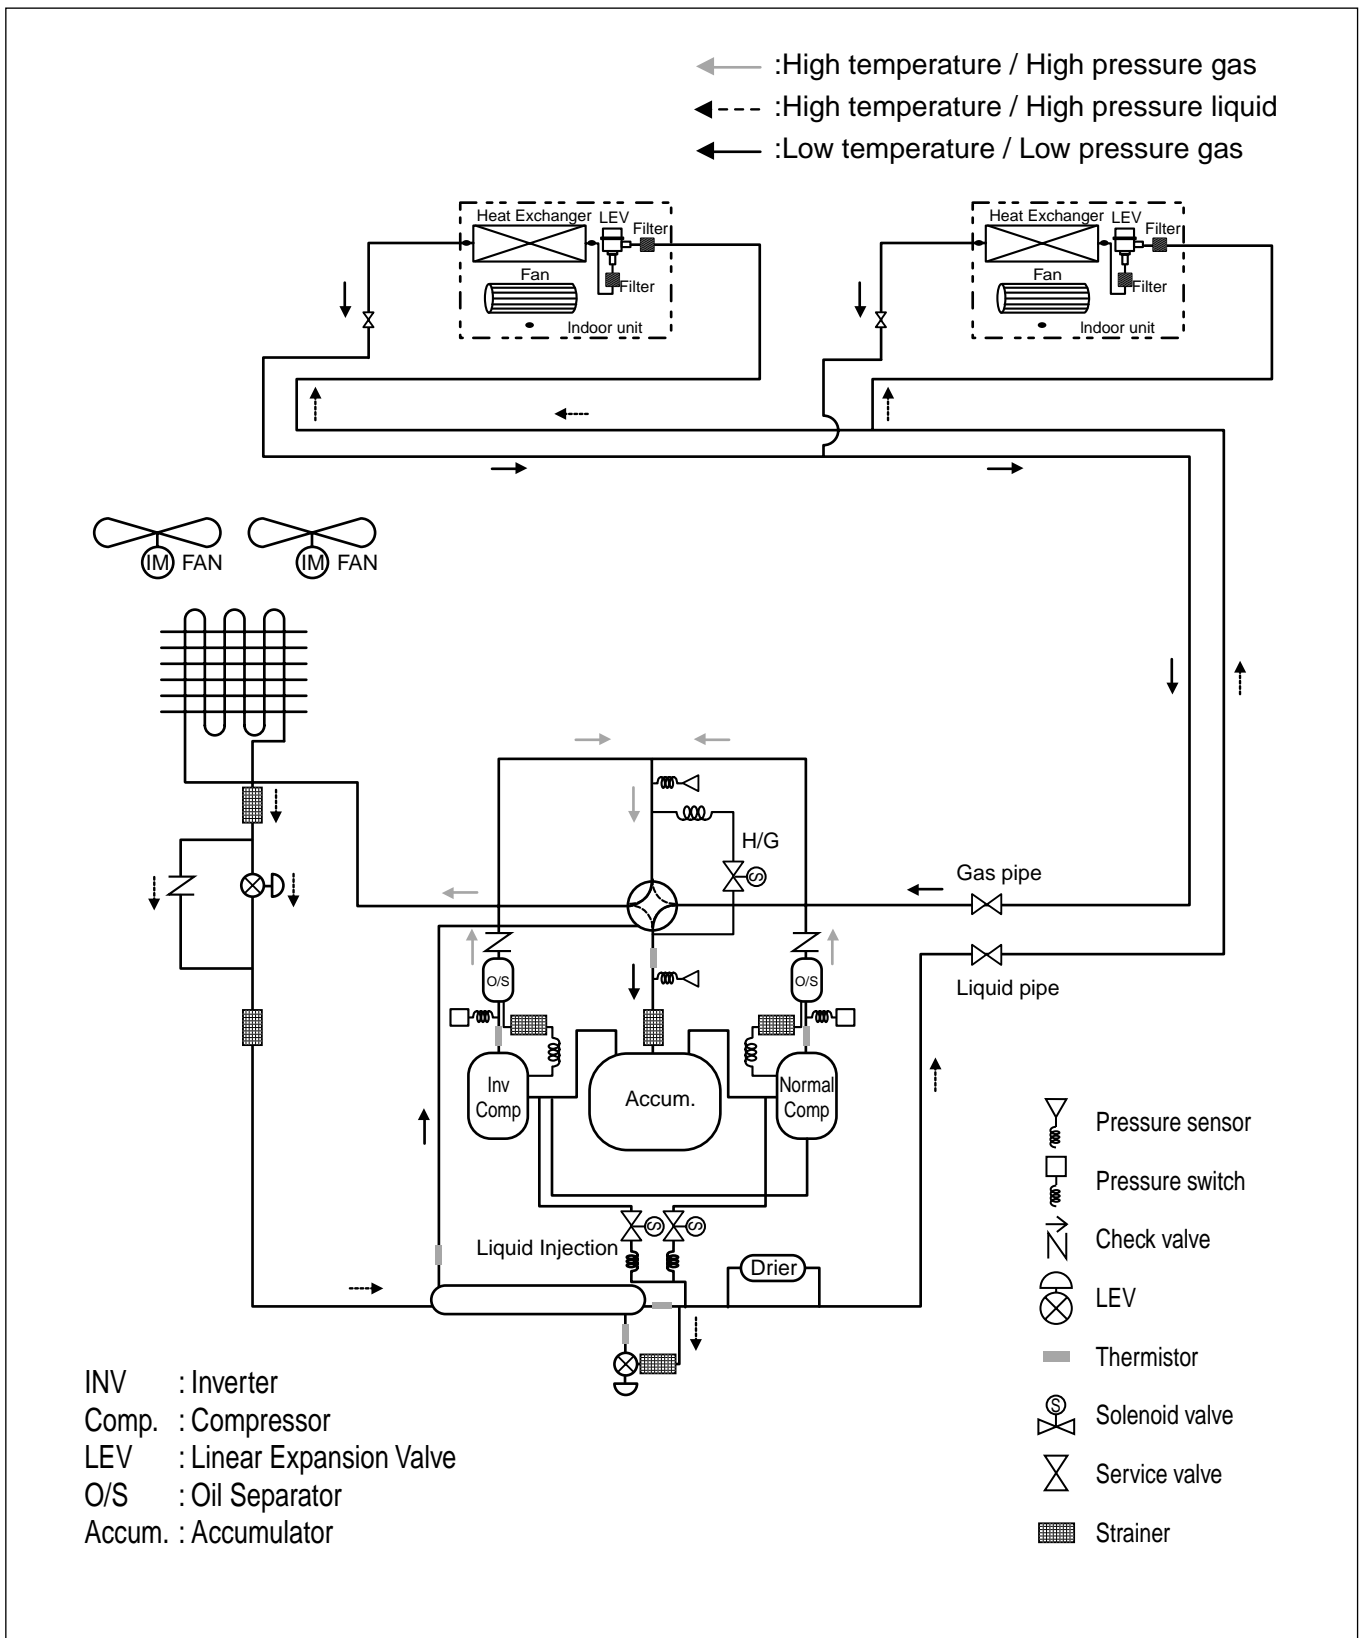 :High temperature / High pressure gas
:High temperature / High pressure liquid
:Low temperature / Low pressure gas
Heat Exchanger LEV Filter
Fan
Filter
Indoor unit
Heat Exchanger LEV Filter
Fan
Filter
Indoor unit
IM FAN
IM FAN
H/G
S
Gas pipe
Liquid pipe
O/S
O/S
Inv
Comp
Accum.
Normal
Comp
S
S
Liquid Injection
Drier
Pressure sensor
Pressure switch
Check valve
LEV
Thermistor
S
Solenoid valve
Service valve
Strainer
INV : Inverter
Comp. : Compressor
LEV : Linear Expansion Valve
O/S : Oil Separator
Accum. : Accumulator